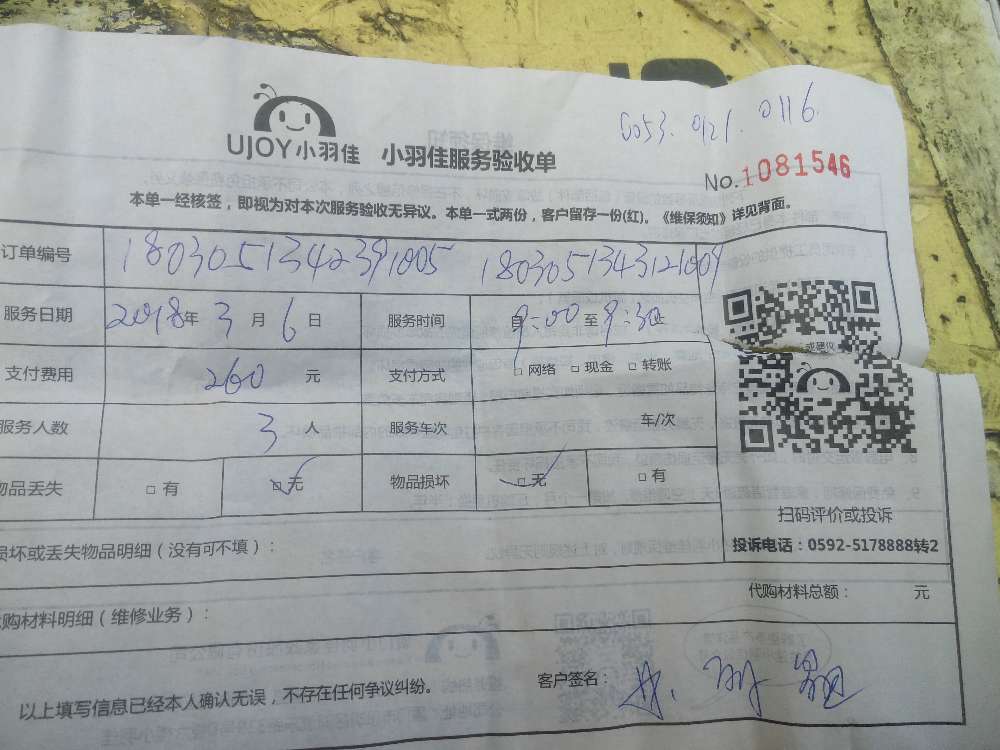 UJOY小羽佳 小羽佳服务验收单
No.1081546
本单一经核签，即视为对本次服务验收无异议。本单一式两份，客户留存一份(红)。《维保须知》详见背面。
订单编号 1803051342391005 1803051343121009
服务日期 2018年 3 月 6 日 服务时间 9:00 至 9:30
支付费用 260 元 支付方式 □ 网络 □ 现金 □ 转账
服务人数 3 人 服务车次 车/次
物品丢失 □ 有 □ 无 物品损坏 □ 无 □ 有
扫码评价或投诉
投诉电话：0592-5178888转2
损坏或丢失物品明细（没有可不填）：
代购材料总额： 元
购材料明细（维修业务）：
以上填写信息已经本人确认无误，不存在任何争议纠纷。
客户签名：